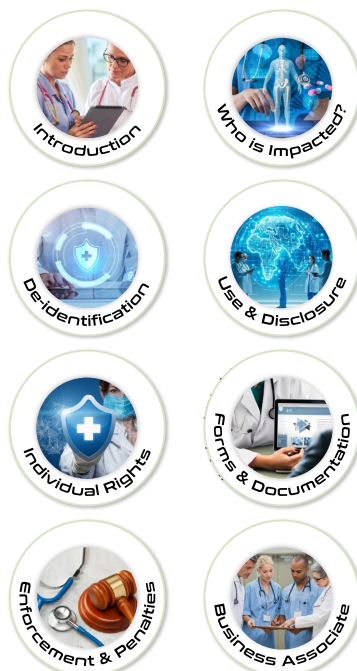 Introduction
Who is Impacted?
De-identification
Use & Disclosure
Individual Rights
Forms & Documentation
Enforcement & Penalties
Business Associate